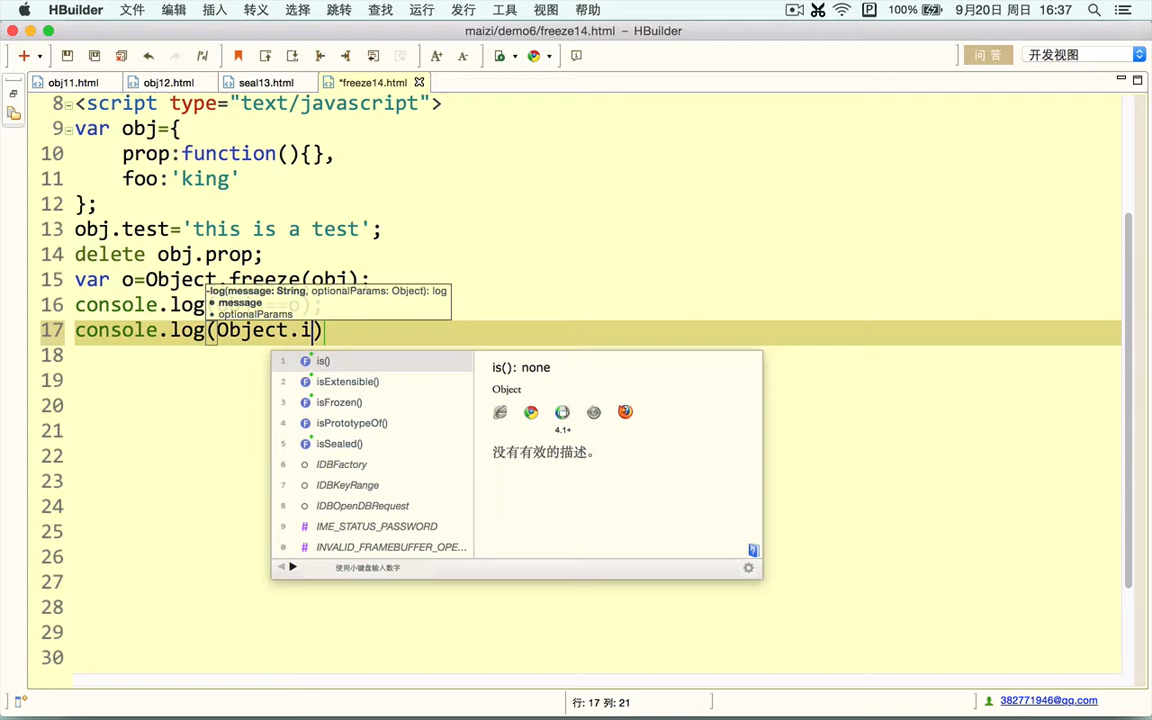 HBuilder 文件 编辑 插入 转义 选择 跳转 查找 运行 发行 工具 视图 帮助 100% 9月20日 周日 16:37
maizi/demo6/freeze14.html – HBuilder
问答 开发视图
obj11.html obj12.html seal13.html *freeze14.html
8 <script type="text/javascript">
9 var obj={
10 prop:function(){},
11 foo:'king'
12 };
13 obj.test='this is a test';
14 delete obj.prop;
15 var o=Object.freeze(obj);
-log(message: String, optionalParams: Object): log
• message
• optionalParams
16 console.log ==o);
17 console.log(Object.i)
18
19
20
21
22
23
24
25
26
27
28
29
30
1 F is()
2 F isExtensible()
3 F isFrozen()
4 F isPrototypeOf()
5 F isSealed()
6 IDBFactory
7 IDBKeyRange
8 IDBOpenDBRequest
9 # IME_STATUS_PASSWORD
0 # INVALID_FRAMEBUFFER_OPE...
使用小键盘输入数字
is(): none
Object
4.1+
没有有效的描述。
行: 17 列: 21
382771946@qq.com